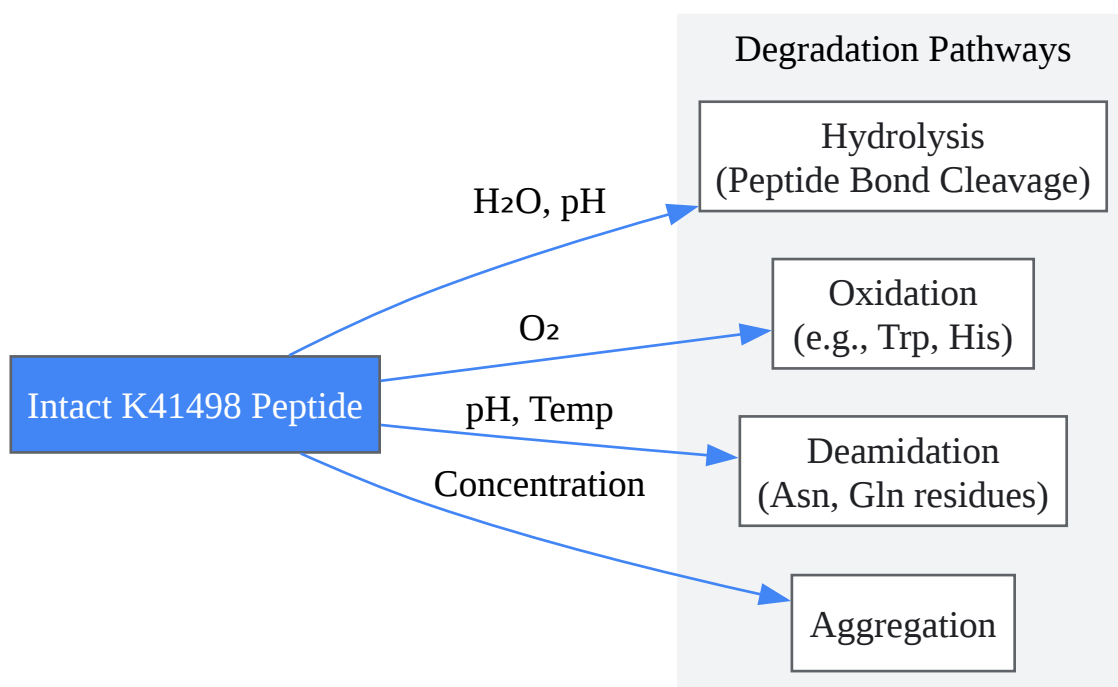 Degradation Pathways
Hydrolysis
(Peptide Bond Cleavage)
H₂O, pH
Oxidation
(e.g., Trp, His)
O₂
Intact K41498 Peptide
pH, Temp
Deamidation
(Asn, Gln residues)
Concentration
Aggregation